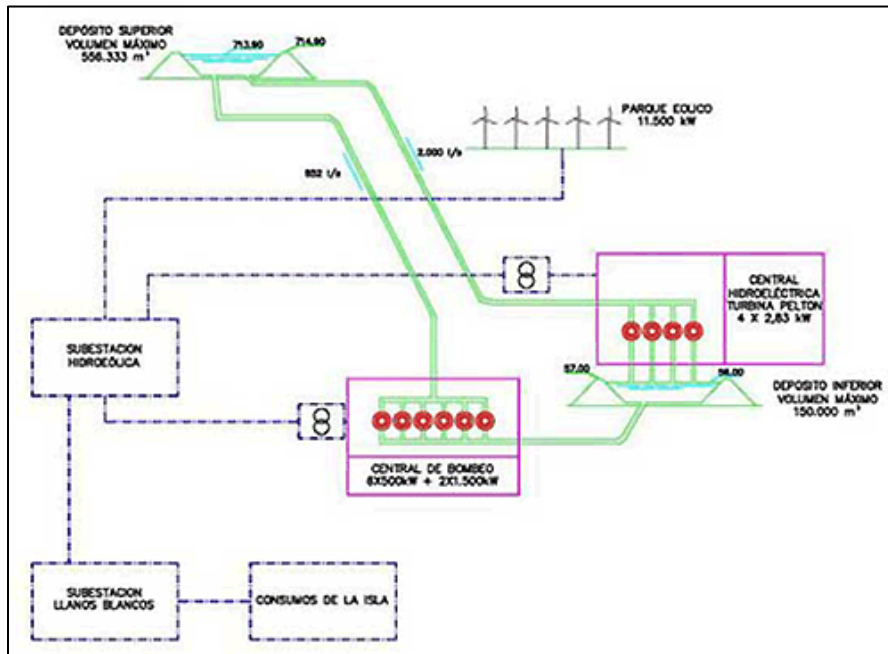 DEPÓSITO SUPERIOR
VOLUMEN MÁXIMO
556.333 m³
713.90
714.90
PARQUE EOLICO
11.500 kW
2.000 l/s
l/s
CENTRAL
HIDROELÉCTRICA
TURBINA PELTON
4 X 2,83 kW
SUBESTACION
HIDROEÓLICA
57.00
56.00
DEPOSITO INFERIOR
VOLUMEN MÁXIMO
150.000 m³
CENTRAL DE BOMBEO
6X500kW + 2X1.500kW
SUBESTACION
LLANOS BLANCOS
CONSUMOS DE LA ISLA